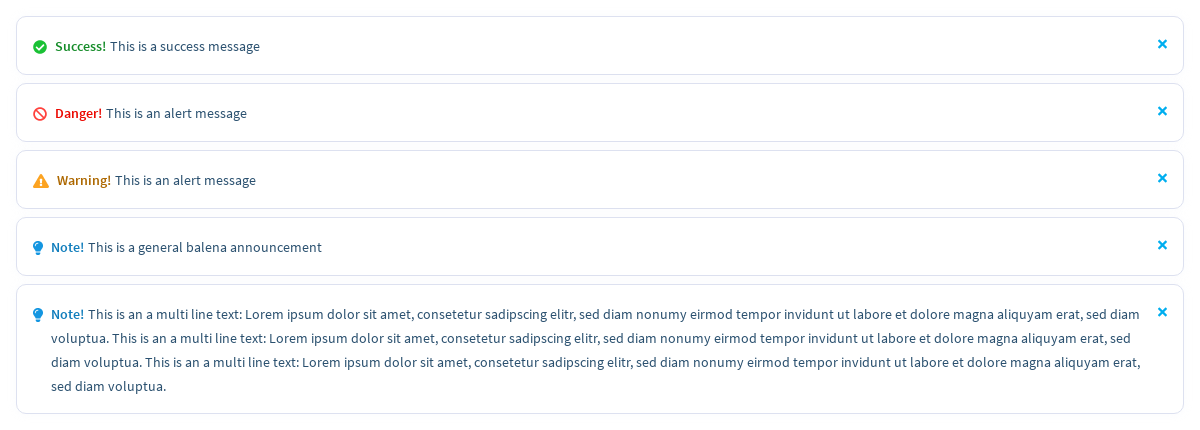 Success! This is a success message
Danger! This is an alert message
Warning! This is an alert message
Note! This is a general balena announcement
Note! This is an a multi line text: Lorem ipsum dolor sit amet, consetetur sadipscing elitr, sed diam nonumy eirmod tempor invidunt ut labore et dolore magna aliquyam erat, sed diam
voluptua. This is an a multi line text: Lorem ipsum dolor sit amet, consetetur sadipscing elitr, sed diam nonumy eirmod tempor invidunt ut labore et dolore magna aliquyam erat, sed
diam voluptua. This is an a multi line text: Lorem ipsum dolor sit amet, consetetur sadipscing elitr, sed diam nonumy eirmod tempor invidunt ut labore et dolore magna aliquyam erat,
sed diam voluptua.